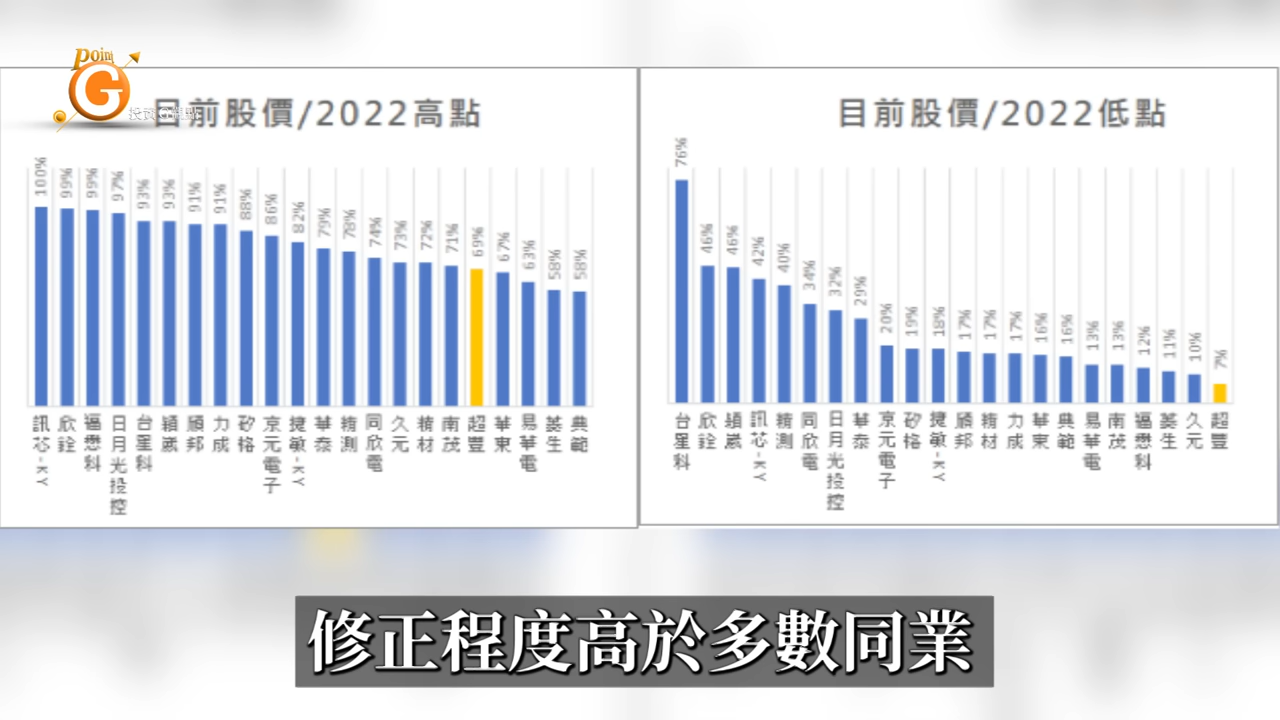 Point
G
投資G觀點
目前股價/2022高點
100% 99% 99% 97% 93% 93% 91% 91% 88% 86% 82% 79% 78% 74% 73% 72% 71% 69% 67% 63% 58% 58%
訊芯-KY 欣銓 福懋科 日月光投控 台星科 穎崴 頎邦 力成 矽格 京元電子 捷敏-KY 華泰 精測 同欣電 久元 精材 南茂 超豐 華東 易華電 菱生 典範
目前股價/2022低點
76% 46% 46% 42% 40% 34% 32% 29% 20% 19% 18% 17% 17% 17% 16% 16% 13% 13% 12% 11% 10% 7%
台星科 欣銓 穎崴 訊芯-KY 精測 同欣電 日月光投控 華泰 京元電子 矽格 捷敏-KY 頎邦 精材 力成 華東 典範 易華電 南茂 福懋科 菱生 久元 超豐
修正程度高於多數同業